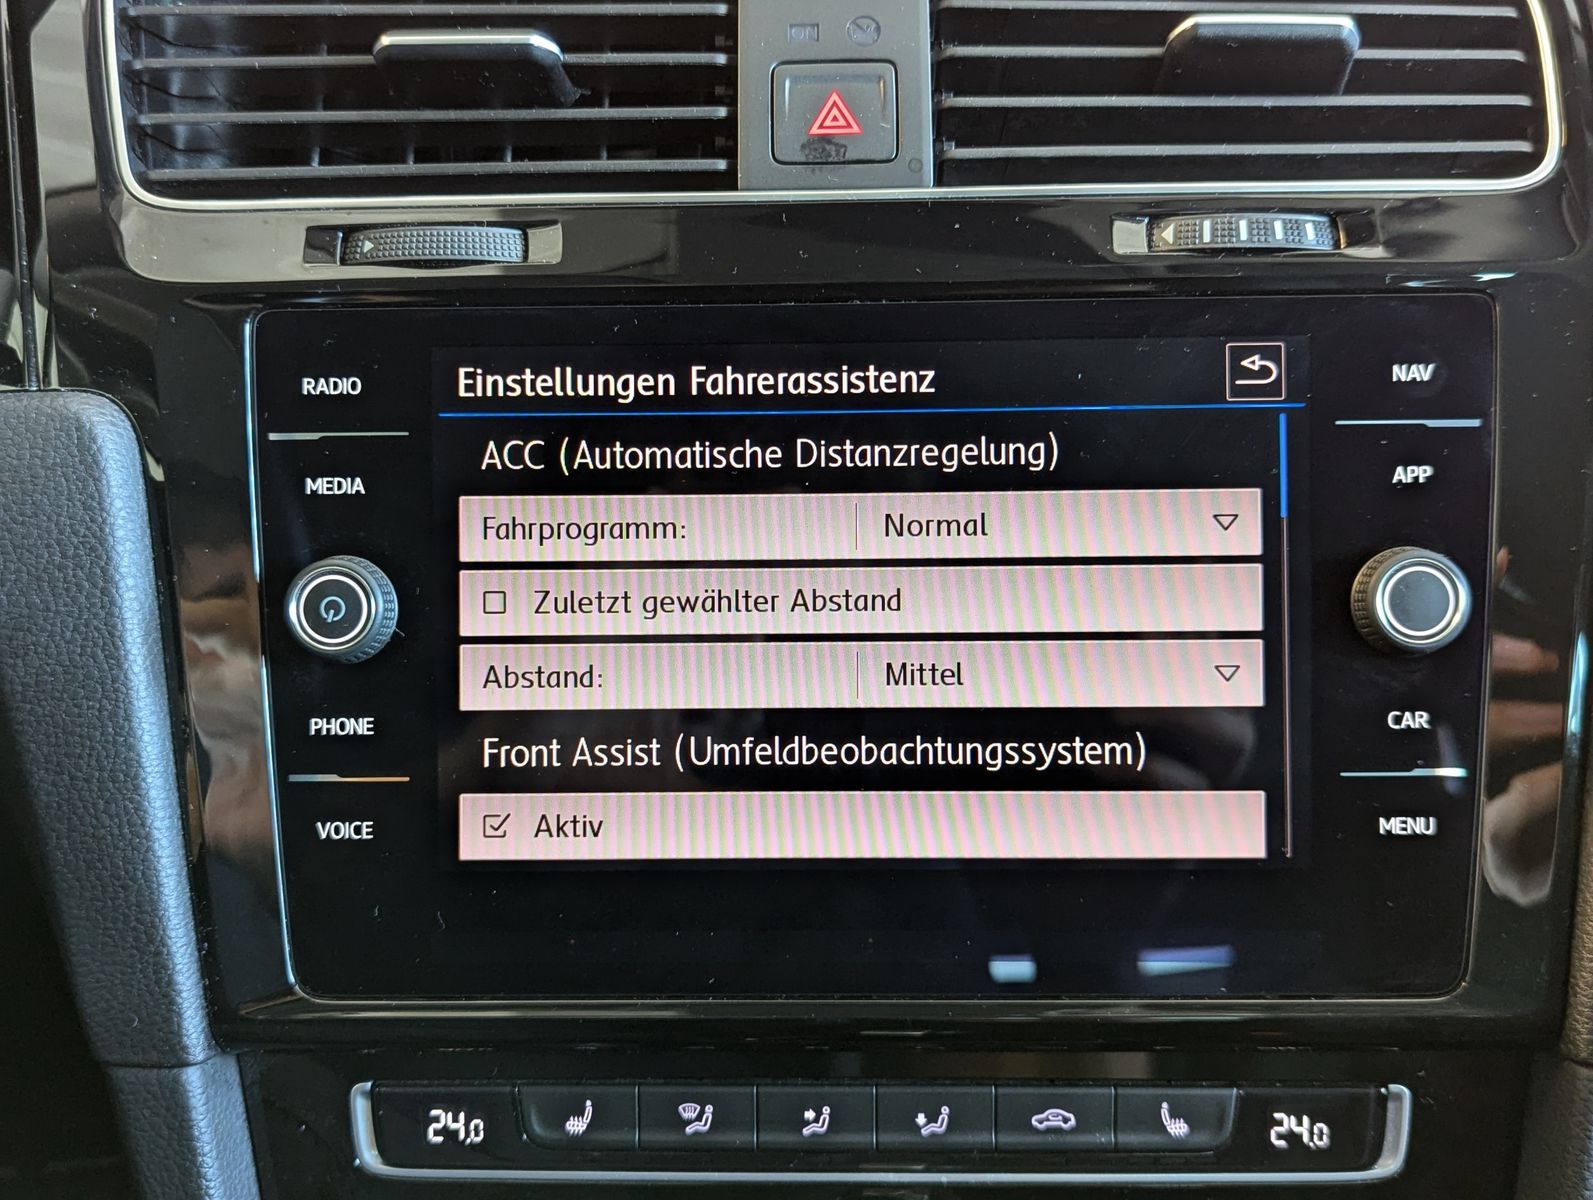 ON
RADIO
MEDIA
PHONE
VOICE
Einstellungen Fahrerassistenz
ACC (Automatische Distanzregelung)
Fahrprogramm: Normal
Zuletzt gewählter Abstand
Abstand: Mittel
Front Assist (Umfeldbeobachtungssystem)
Aktiv
NAV
APP
CAR
MENU
24.0
24.0